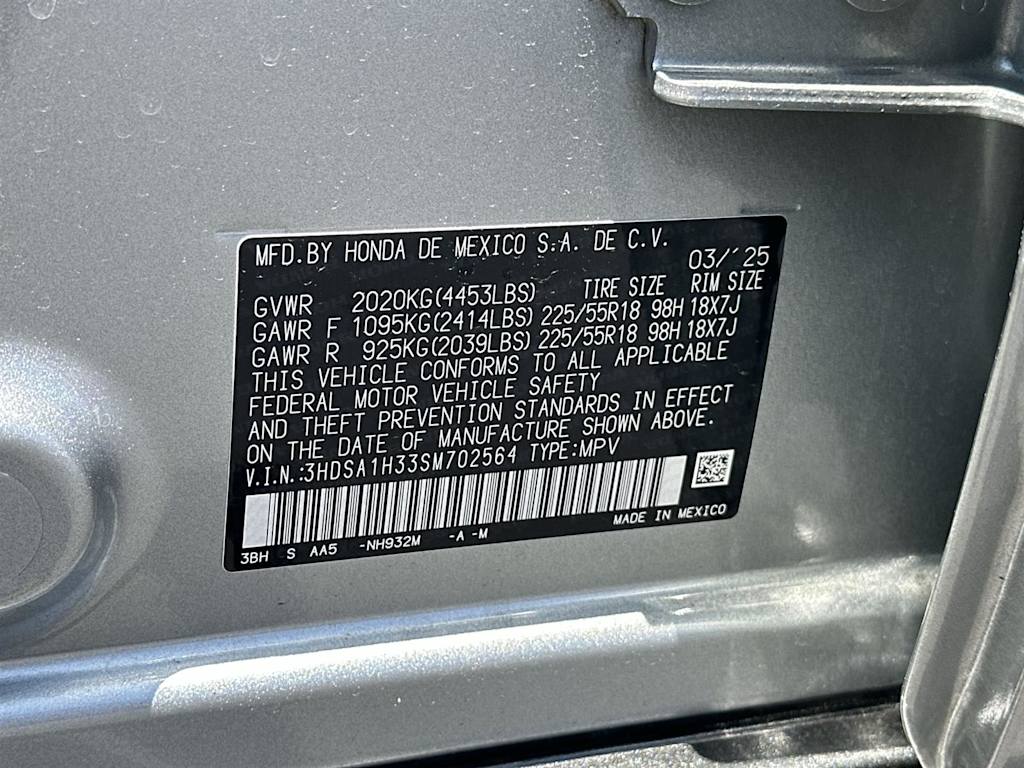 MFD.BY HONDA DE MEXICO S.A. DE C.V.
03/'25
TIRE SIZE RIM SIZE
GVWR 2020KG(4453LBS)
GAWR F 1095KG(2414LBS) 225/55R18 98H 18X7J
GAWR R 925KG(2039LBS) 225/55R18 98H 18X7J
THIS VEHICLE CONFORMS TO ALL APPLICABLE
FEDERAL MOTOR VEHICLE SAFETY
AND THEFT PREVENTION STANDARDS IN EFFECT
ON THE DATE OF MANUFACTURE SHOWN ABOVE.
V.I.N.:3HDSA1H33SM702564 TYPE:MPV
MADE IN MEXICO
3BH S AA5 -NH932M -A -M